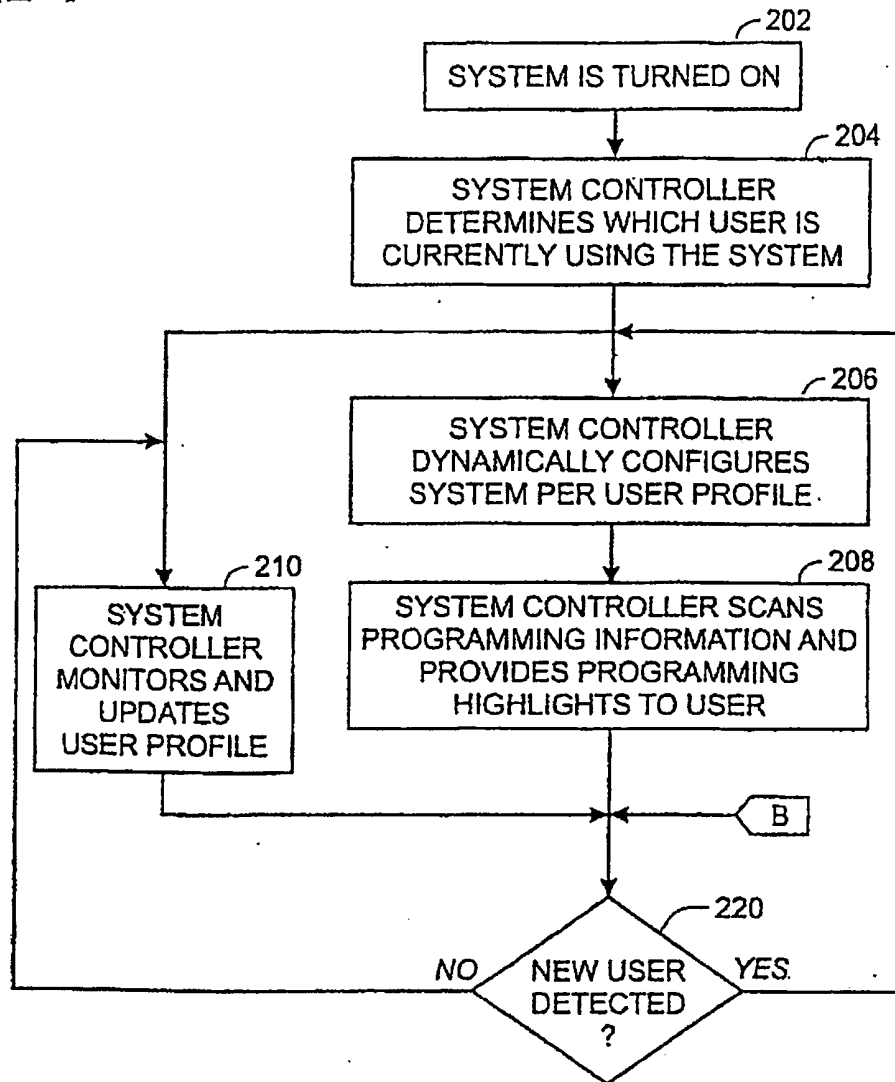 202
SYSTEM IS TURNED ON
204
SYSTEM CONTROLLER
DETERMINES WHICH USER IS
CURRENTLY USING THE SYSTEM
206
SYSTEM CONTROLLER
DYNAMICALLY CONFIGURES
SYSTEM PER USER PROFILE
210
SYSTEM
CONTROLLER
MONITORS AND
UPDATES
USER PROFILE
208
SYSTEM CONTROLLER SCANS
PROGRAMMING INFORMATION AND
PROVIDES PROGRAMMING
HIGHLIGHTS TO USER
B
220
NO
NEW USER
DETECTED
?
YES